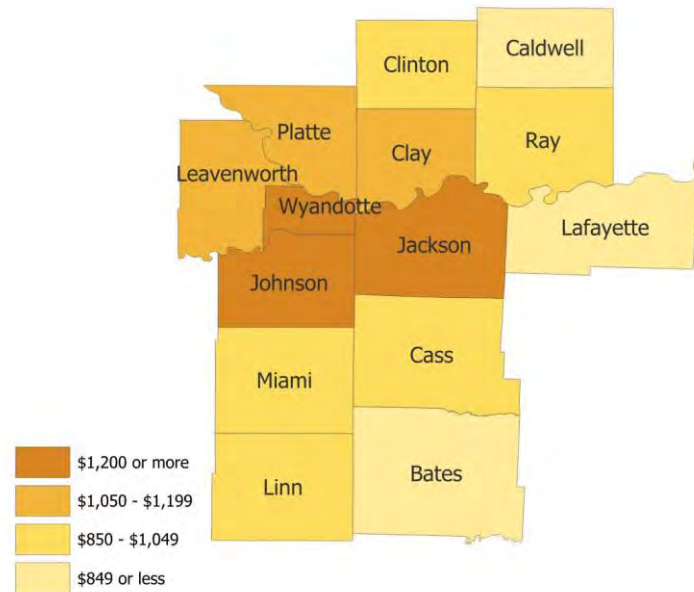 Caldwell
Clinton
Platte
Clay
Ray
Leavenworth
Wyandotte
Lafayette
Jackson
Johnson
Cass
Miami
Bates
Linn
$1,200 or more
$1,050 - $1,199
$850 - $1,049
$849 or less